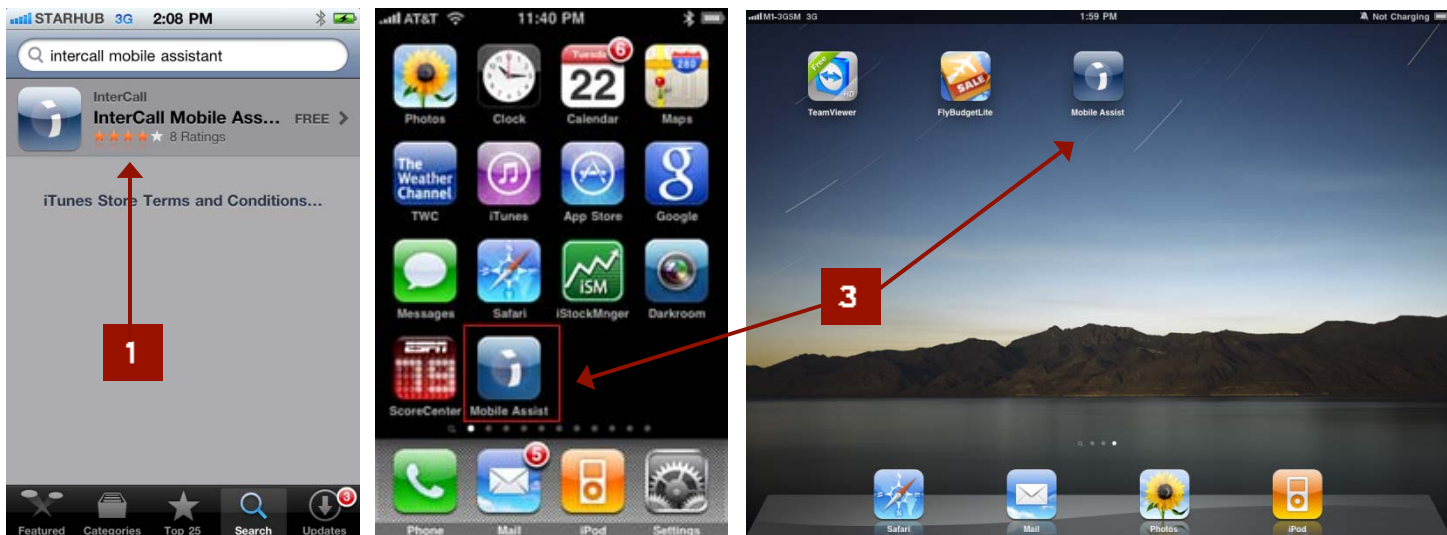 STARHUB 3G 2:08 PM
intercall mobile assistant
InterCall
InterCall Mobile Ass... FREE
8 Ratings
iTunes Store Terms and Conditions...
1
Featured Categories Top 25 Search Updates
3
AT&T 11:40 PM
Tuesday 6
22
280
Photos Clock Calendar Maps
The
Weather
Channel
8
TWC iTunes App Store Google
iSM
Messages Safari iStockMnger Darkroom
ESPN
ScoreCenter Mobile Assist
5
Phone Mail iPod Settings
3
M1-3GSM 3G 1:59 PM Not Charging
Free
HD
SALE
TeamViewer FlyBudgetLite Mobile Assist
Safari Mail Photos iPod